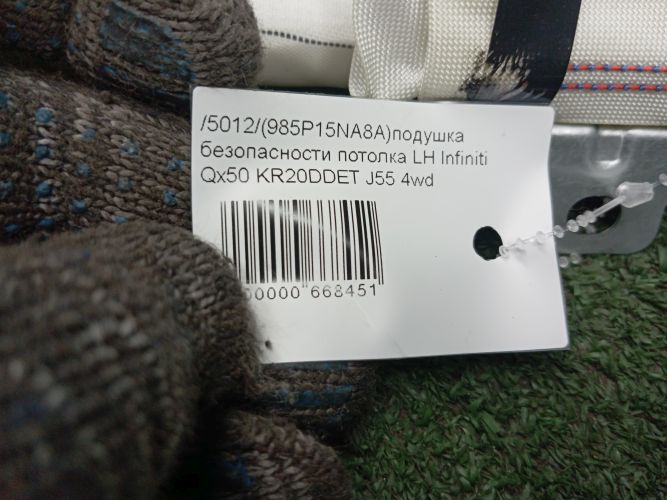 /5012/(985P15NA8A)подушка
безопасности потолка LH Infiniti
Qx50 KR20DDET J55 4wd
00000 668451